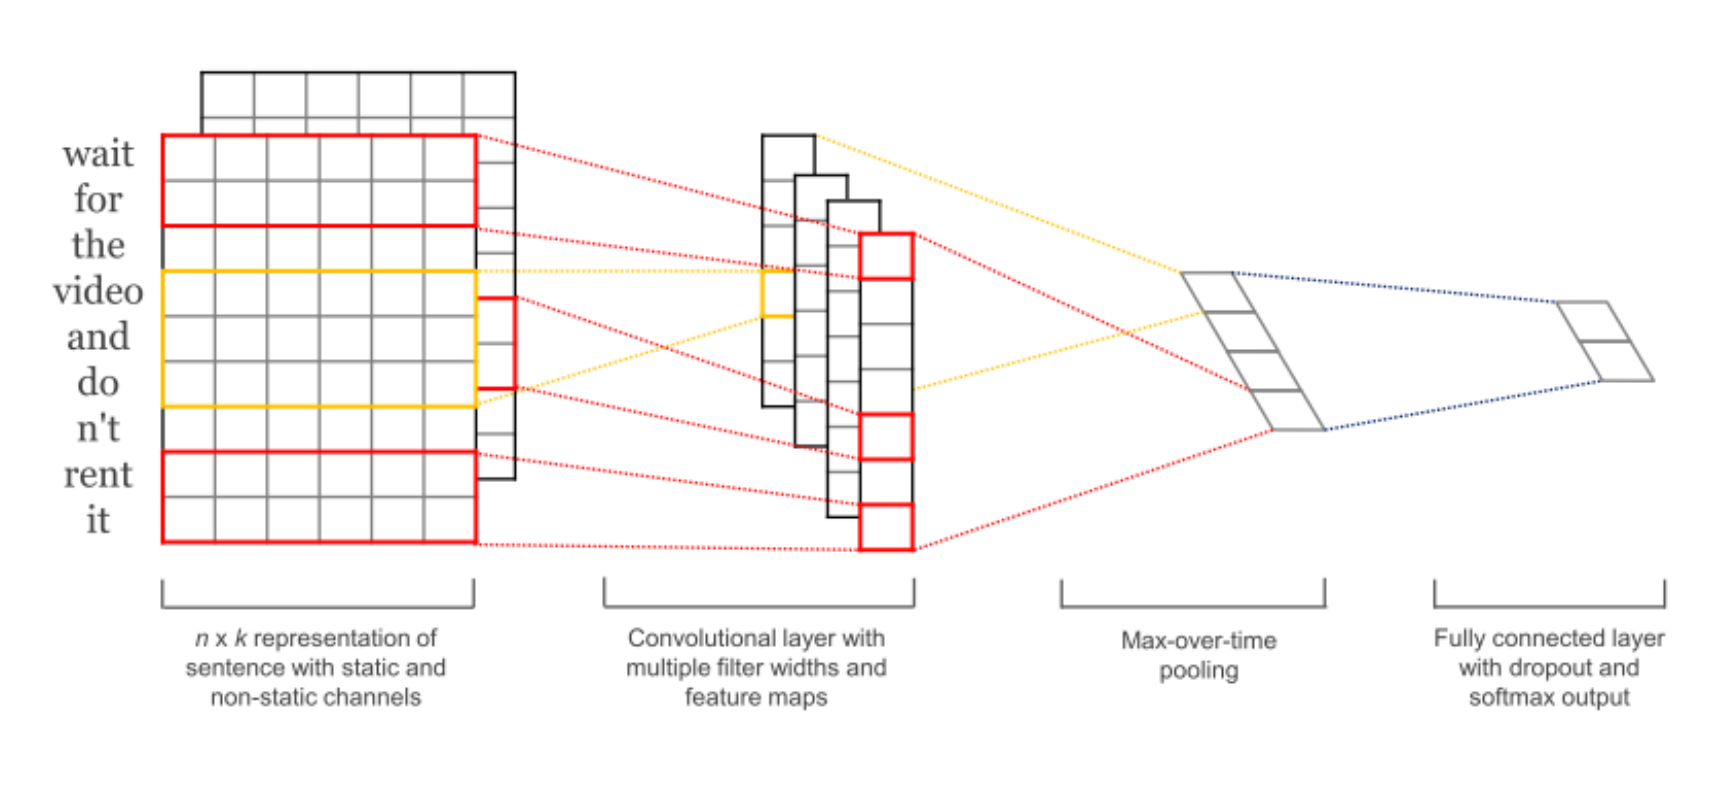 wait
for
the
video
and
do
n't
rent
it
n x k representation of
sentence with static and
non-static channels
Convolutional layer with
multiple filter widths and
feature maps
Max-over-time
pooling
Fully connected layer
with dropout and
softmax output